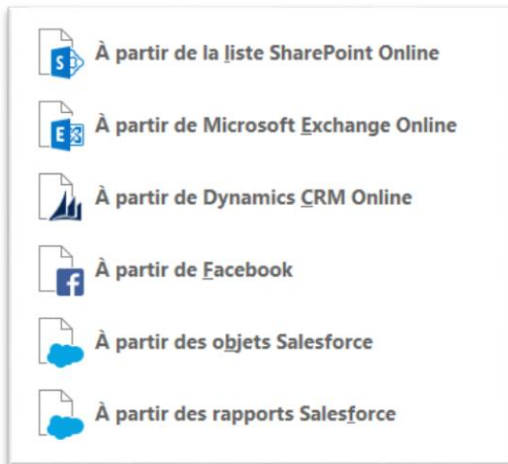 À partir de la liste SharePoint Online
À partir de Microsoft Exchange Online
À partir de Dynamics CRM Online
À partir de Facebook
À partir des objets Salesforce
À partir des rapports Salesforce